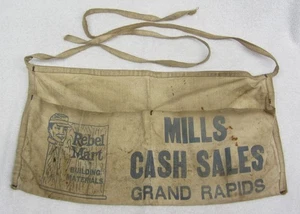 Rebel
Mart
BUILDING
MATERIALS
MILLS
CASH SALES
GRAND RAPIDS